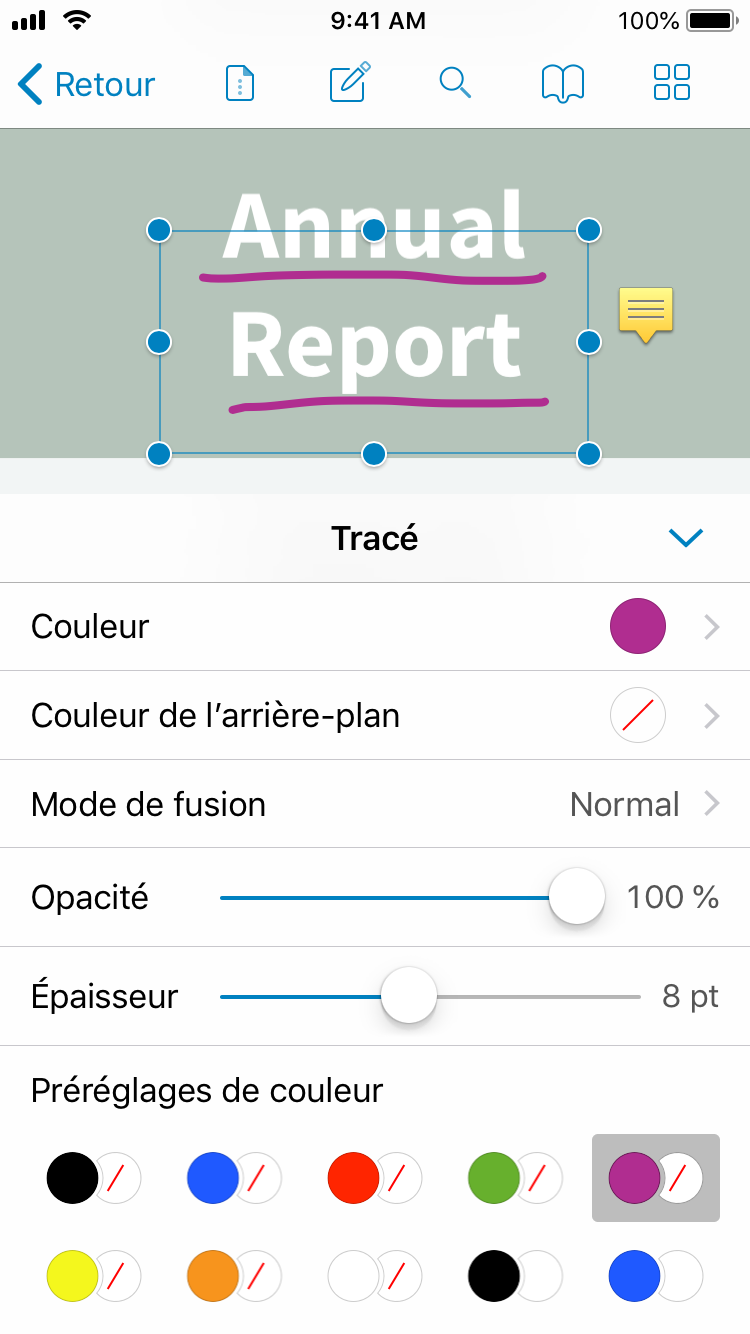 9:41 AM 100%
Retour
Annual
Report
Tracé
Couleur
Couleur de l’arrière-plan
Mode de fusion Normal
Opacité 100 %
Épaisseur 8 pt
Préréglages de couleur